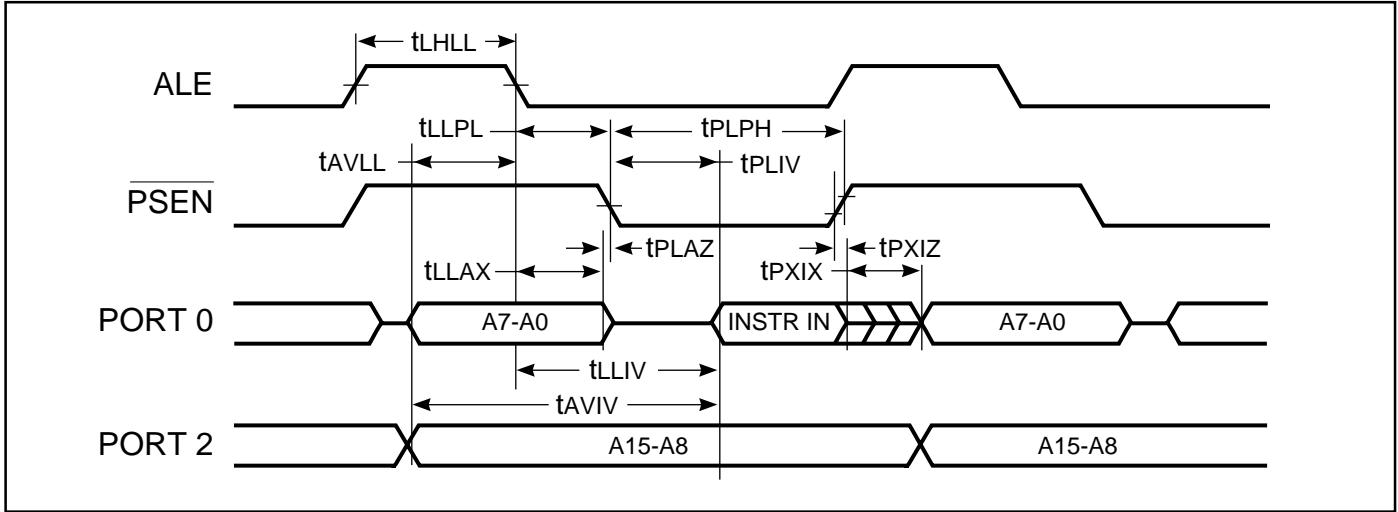 tLHLL
ALE
tLLPL
tPLPH
tAVLL
tPLIV
PSEN
tPLAZ
tPXIZ
tLLAX
tPXIX
PORT 0
A7-A0
INSTR IN
A7-A0
tLLIV
tAVIV
PORT 2
A15-A8
A15-A8